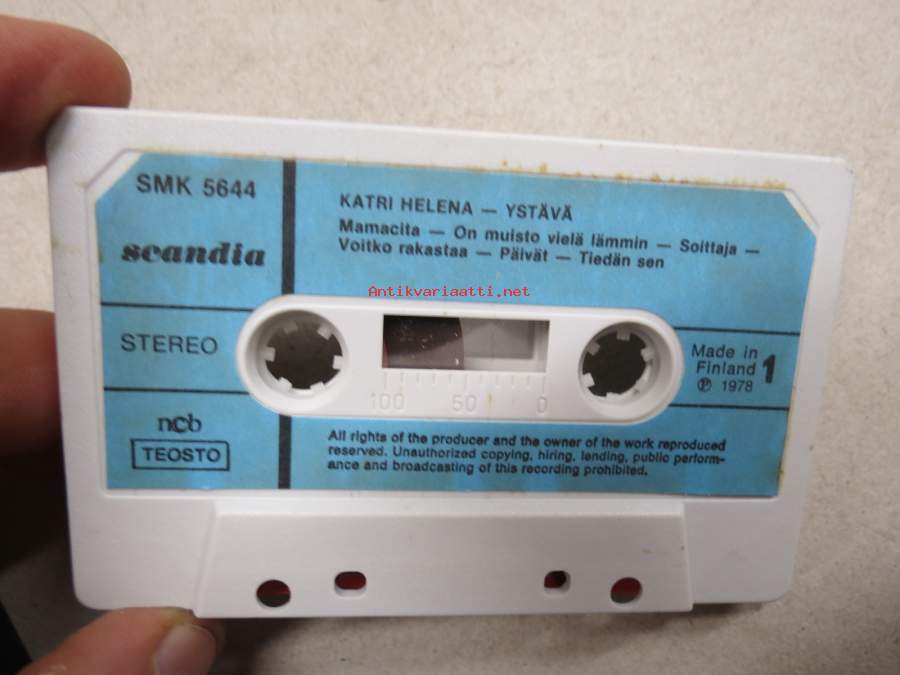 SMK 5644
scandia
STEREO
ncb
TEOSTO
KATRI HELENA — YSTÄVÄ
Mamacita — On muisto vielä lämmin — Soittaja —
Voitko rakastaa — Päivät — Tiedän sen
Antikvariaatti.net
100 50 0
Made in
Finland
℗ 1978
1
All rights of the producer and the owner of the work reproduced
reserved. Unauthorized copying, hiring, lending, public perform-
ance and broadcasting of this recording prohibited.